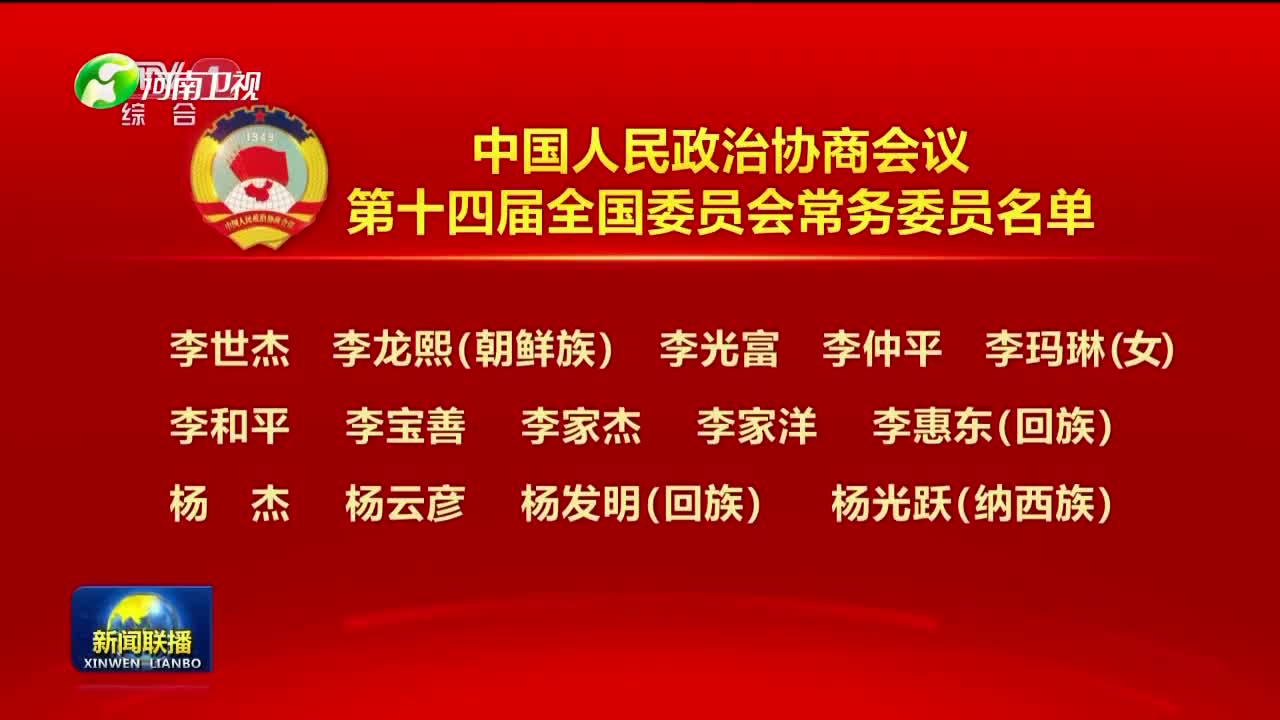 河南卫视
综合
1949
中国人民政治协商会议
中国人民政治协商会议
第十四届全国委员会常务委员名单
李世杰 李龙熙(朝鲜族) 李光富 李仲平 李玛琳(女)
李和平 李宝善 李家杰 李家洋 李惠东(回族)
杨 杰 杨云彦 杨发明(回族) 杨光跃(纳西族)
新闻联播
XINWEN LIANBO